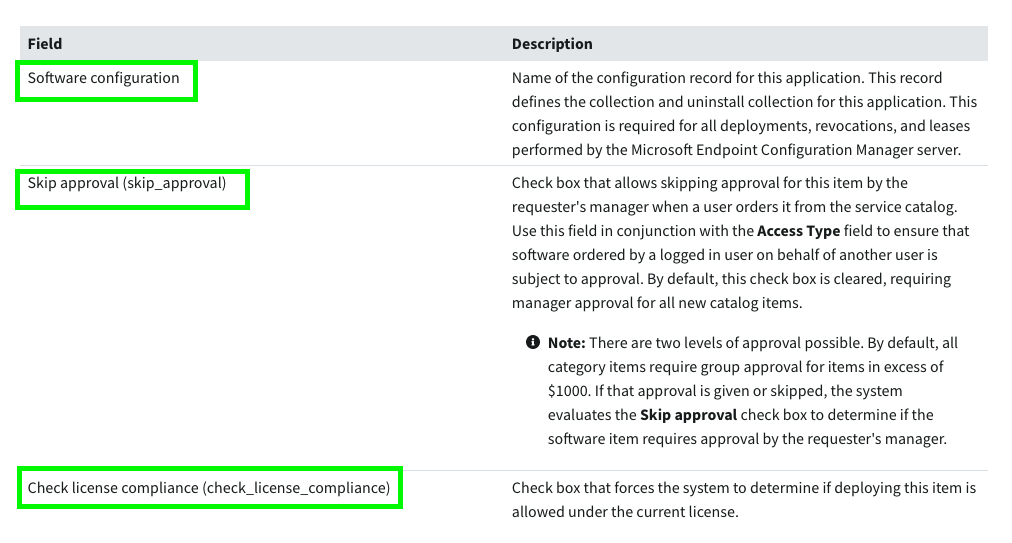 Field
Description
Software configuration
Name of the configuration record for this application. This record
defines the collection and uninstall collection for this application. This
configuration is required for all deployments, revocations, and leases
performed by the Microsoft Endpoint Configuration Manager server.
Skip approval (skip_approval)
Check box that allows skipping approval for this item by the
requester's manager when a user orders it from the service catalog.
Use this field in conjunction with the Access Type field to ensure that
software ordered by a logged in user on behalf of another user is
subject to approval. By default, this check box is cleared, requiring
manager approval for all new catalog items.
Note: There are two levels of approval possible. By default, all
category items require group approval for items in excess of
$1000. If that approval is given or skipped, the system
evaluates the Skip approval check box to determine if the
software item requires approval by the requester's manager.
Check license compliance (check_license_compliance)
Check box that forces the system to determine if deploying this item is
allowed under the current license.